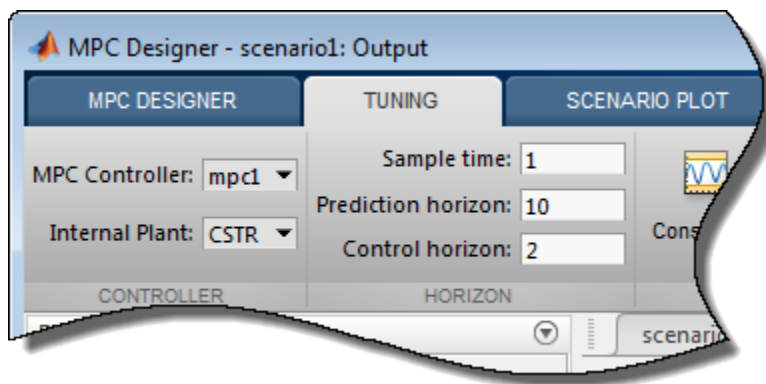 MPC Designer - scenario1: Output
MPC DESIGNER
TUNING
SCENARIO PLOT
MPC Controller: mpc1
Internal Plant: CSTR
CONTROLLER
Sample time: 1
Prediction horizon: 10
Control horizon: 2
HORIZON